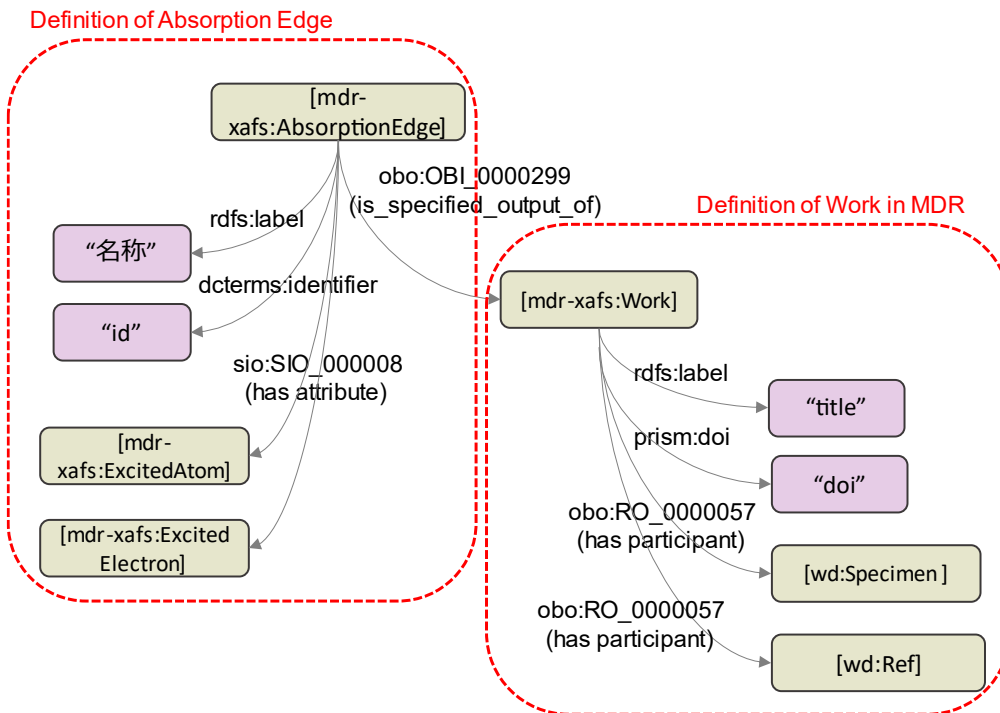 Definition of Absorption Edge
[mdr-
xafs:AbsorptionEdge]
obo:OBI_0000299
(is_specified_output_of)
rdfs:label
“名称”
dcterms:identifier
“id”
sio:SIO_000008
(has attribute)
[mdr-
xafs:ExcitedAtom]
[mdr-xafs:Excited
Electron]
Definition of Work in MDR
[mdr-xafs:Work]
rdfs:label
“title”
prism:doi
“doi”
obo:RO_0000057
(has participant)
[wd:Specimen]
obo:RO_0000057
(has participant)
[wd:Ref]